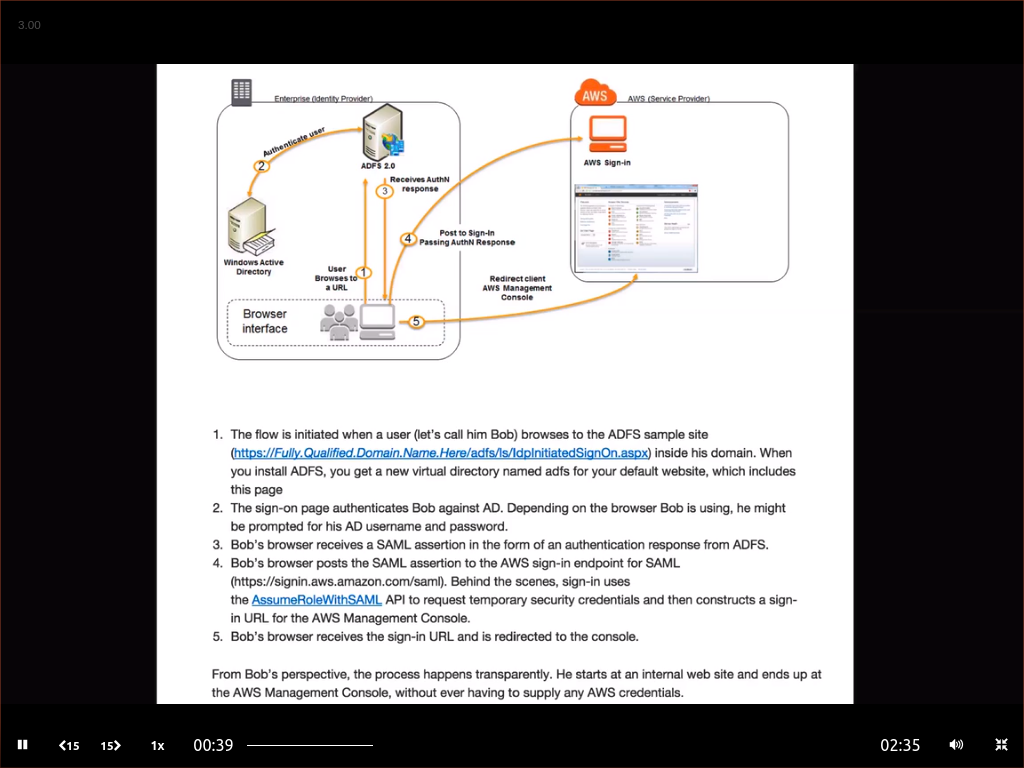 3.00
Enterprise (Identity Provider)
AWS
AWS (Service Provider)
Authenticate user
2
ADFS 2.0
AWS Sign-in
Receives AuthN
response
3
4
Post to Sign-In
Passing AuthN Response
Windows Active
Directory
User
Browses to
a URL
1
Redirect client
AWS Management
Console
Browser
interface
5
1. The flow is initiated when a user (let's call him Bob) browses to the ADFS sample site
(https://Fully.Qualified.Domain.Name.Here/adfs/ls/IdpInitiatedSignOn.aspx) inside his domain. When
you install ADFS, you get a new virtual directory named adfs for your default website, which includes
this page
2. The sign-on page authenticates Bob against AD. Depending on the browser Bob is using, he might
be prompted for his AD username and password.
3. Bob's browser receives a SAML assertion in the form of an authentication response from ADFS.
4. Bob's browser posts the SAML assertion to the AWS sign-in endpoint for SAML
(https://signin.aws.amazon.com/saml). Behind the scenes, sign-in uses
the AssumeRoleWithSAML API to request temporary security credentials and then constructs a sign-
in URL for the AWS Management Console.
5. Bob's browser receives the sign-in URL and is redirected to the console.
From Bob's perspective, the process happens transparently. He starts at an internal web site and ends up at
the AWS Management Console, without ever having to supply any AWS credentials.
15
15
1x
00:39
02:35